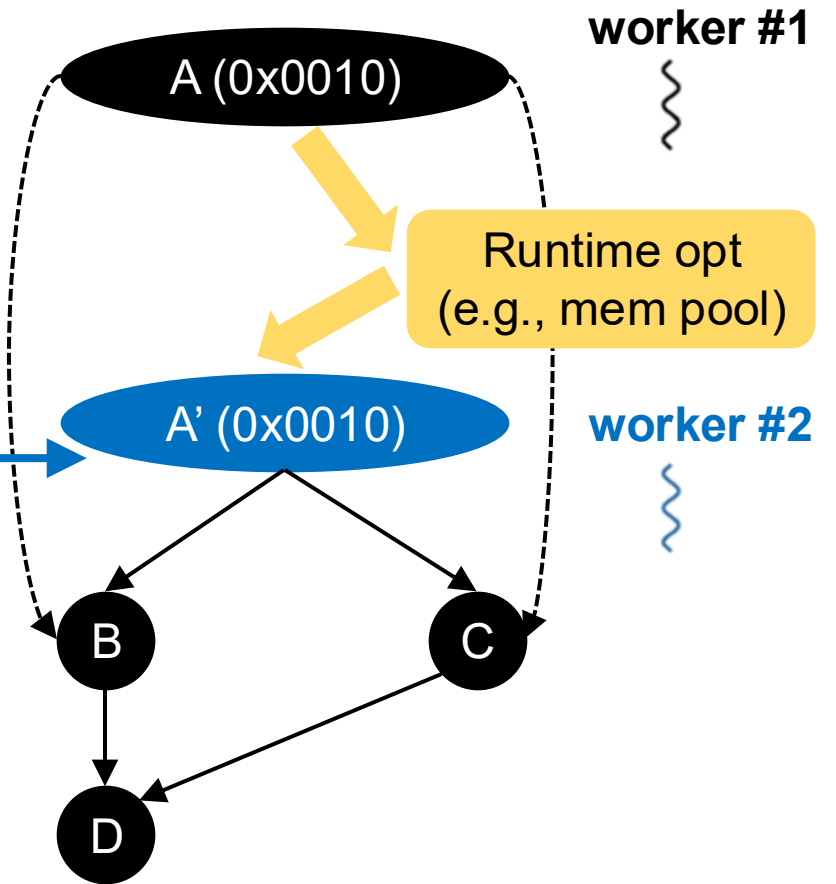 worker #1
A (0x0010)
Runtime opt
(e.g., mem pool)
A’ (0x0010)
worker #2
B
C
D